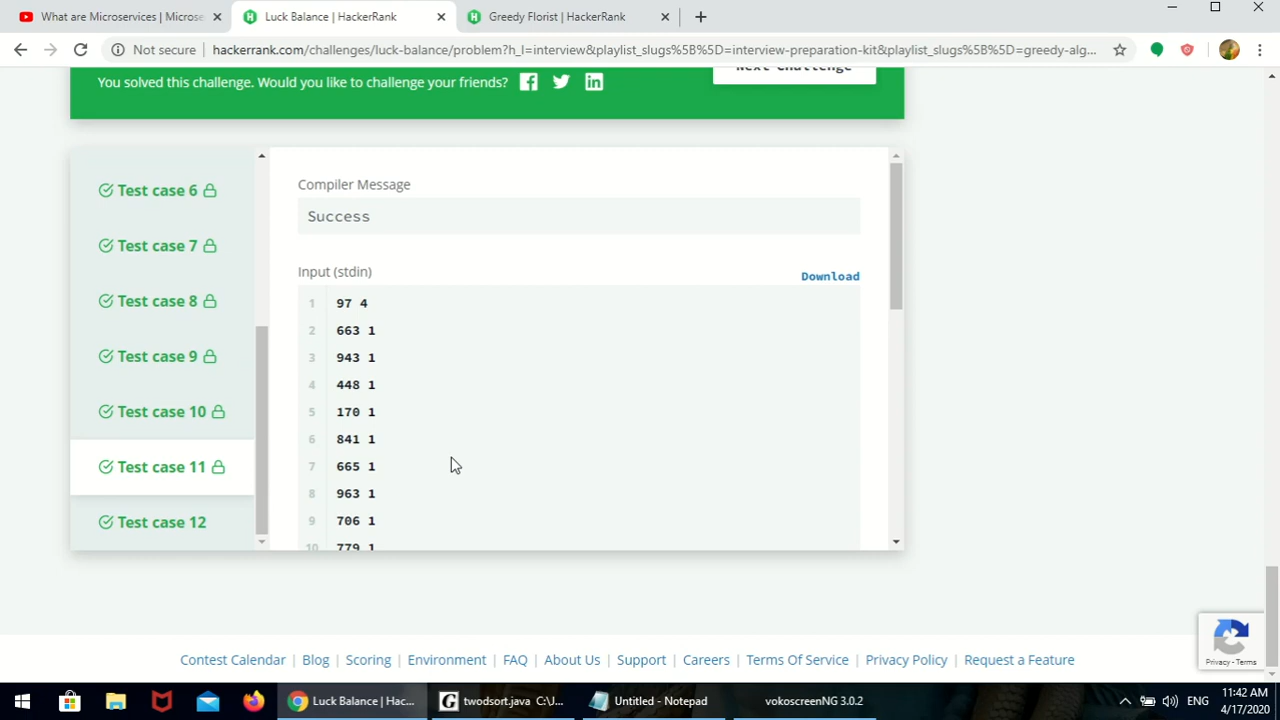 What are Microservices | Microse
Luck Balance | HackerRank
Greedy Florist | HackerRank
Not secure
hackerrank.com/challenges/luck-balance/problem?h_l=interview&playlist_slugs%5B%5D=interview-preparation-kit&playlist_slugs%5B%5D=greedy-alg...
You solved this challenge. Would you like to challenge your friends?
Next Challenge
Test case 6
Test case 7
Test case 8
Test case 9
Test case 10
Test case 11
Test case 12
Compiler Message
Success
Input (stdin)
Download
1 97 4
2 663 1
3 943 1
4 448 1
5 170 1
6 841 1
7 665 1
8 963 1
9 706 1
10 779 1
Contest Calendar | Blog | Scoring | Environment | FAQ | About Us | Support | Careers | Terms Of Service | Privacy Policy | Request a Feature
Privacy - Terms
Luck Balance | Hac...
twodsort.java C:\J...
Untitled - Notepad
vokoscreenNG 3.0.2
ENG
11:42 AM
4/17/2020